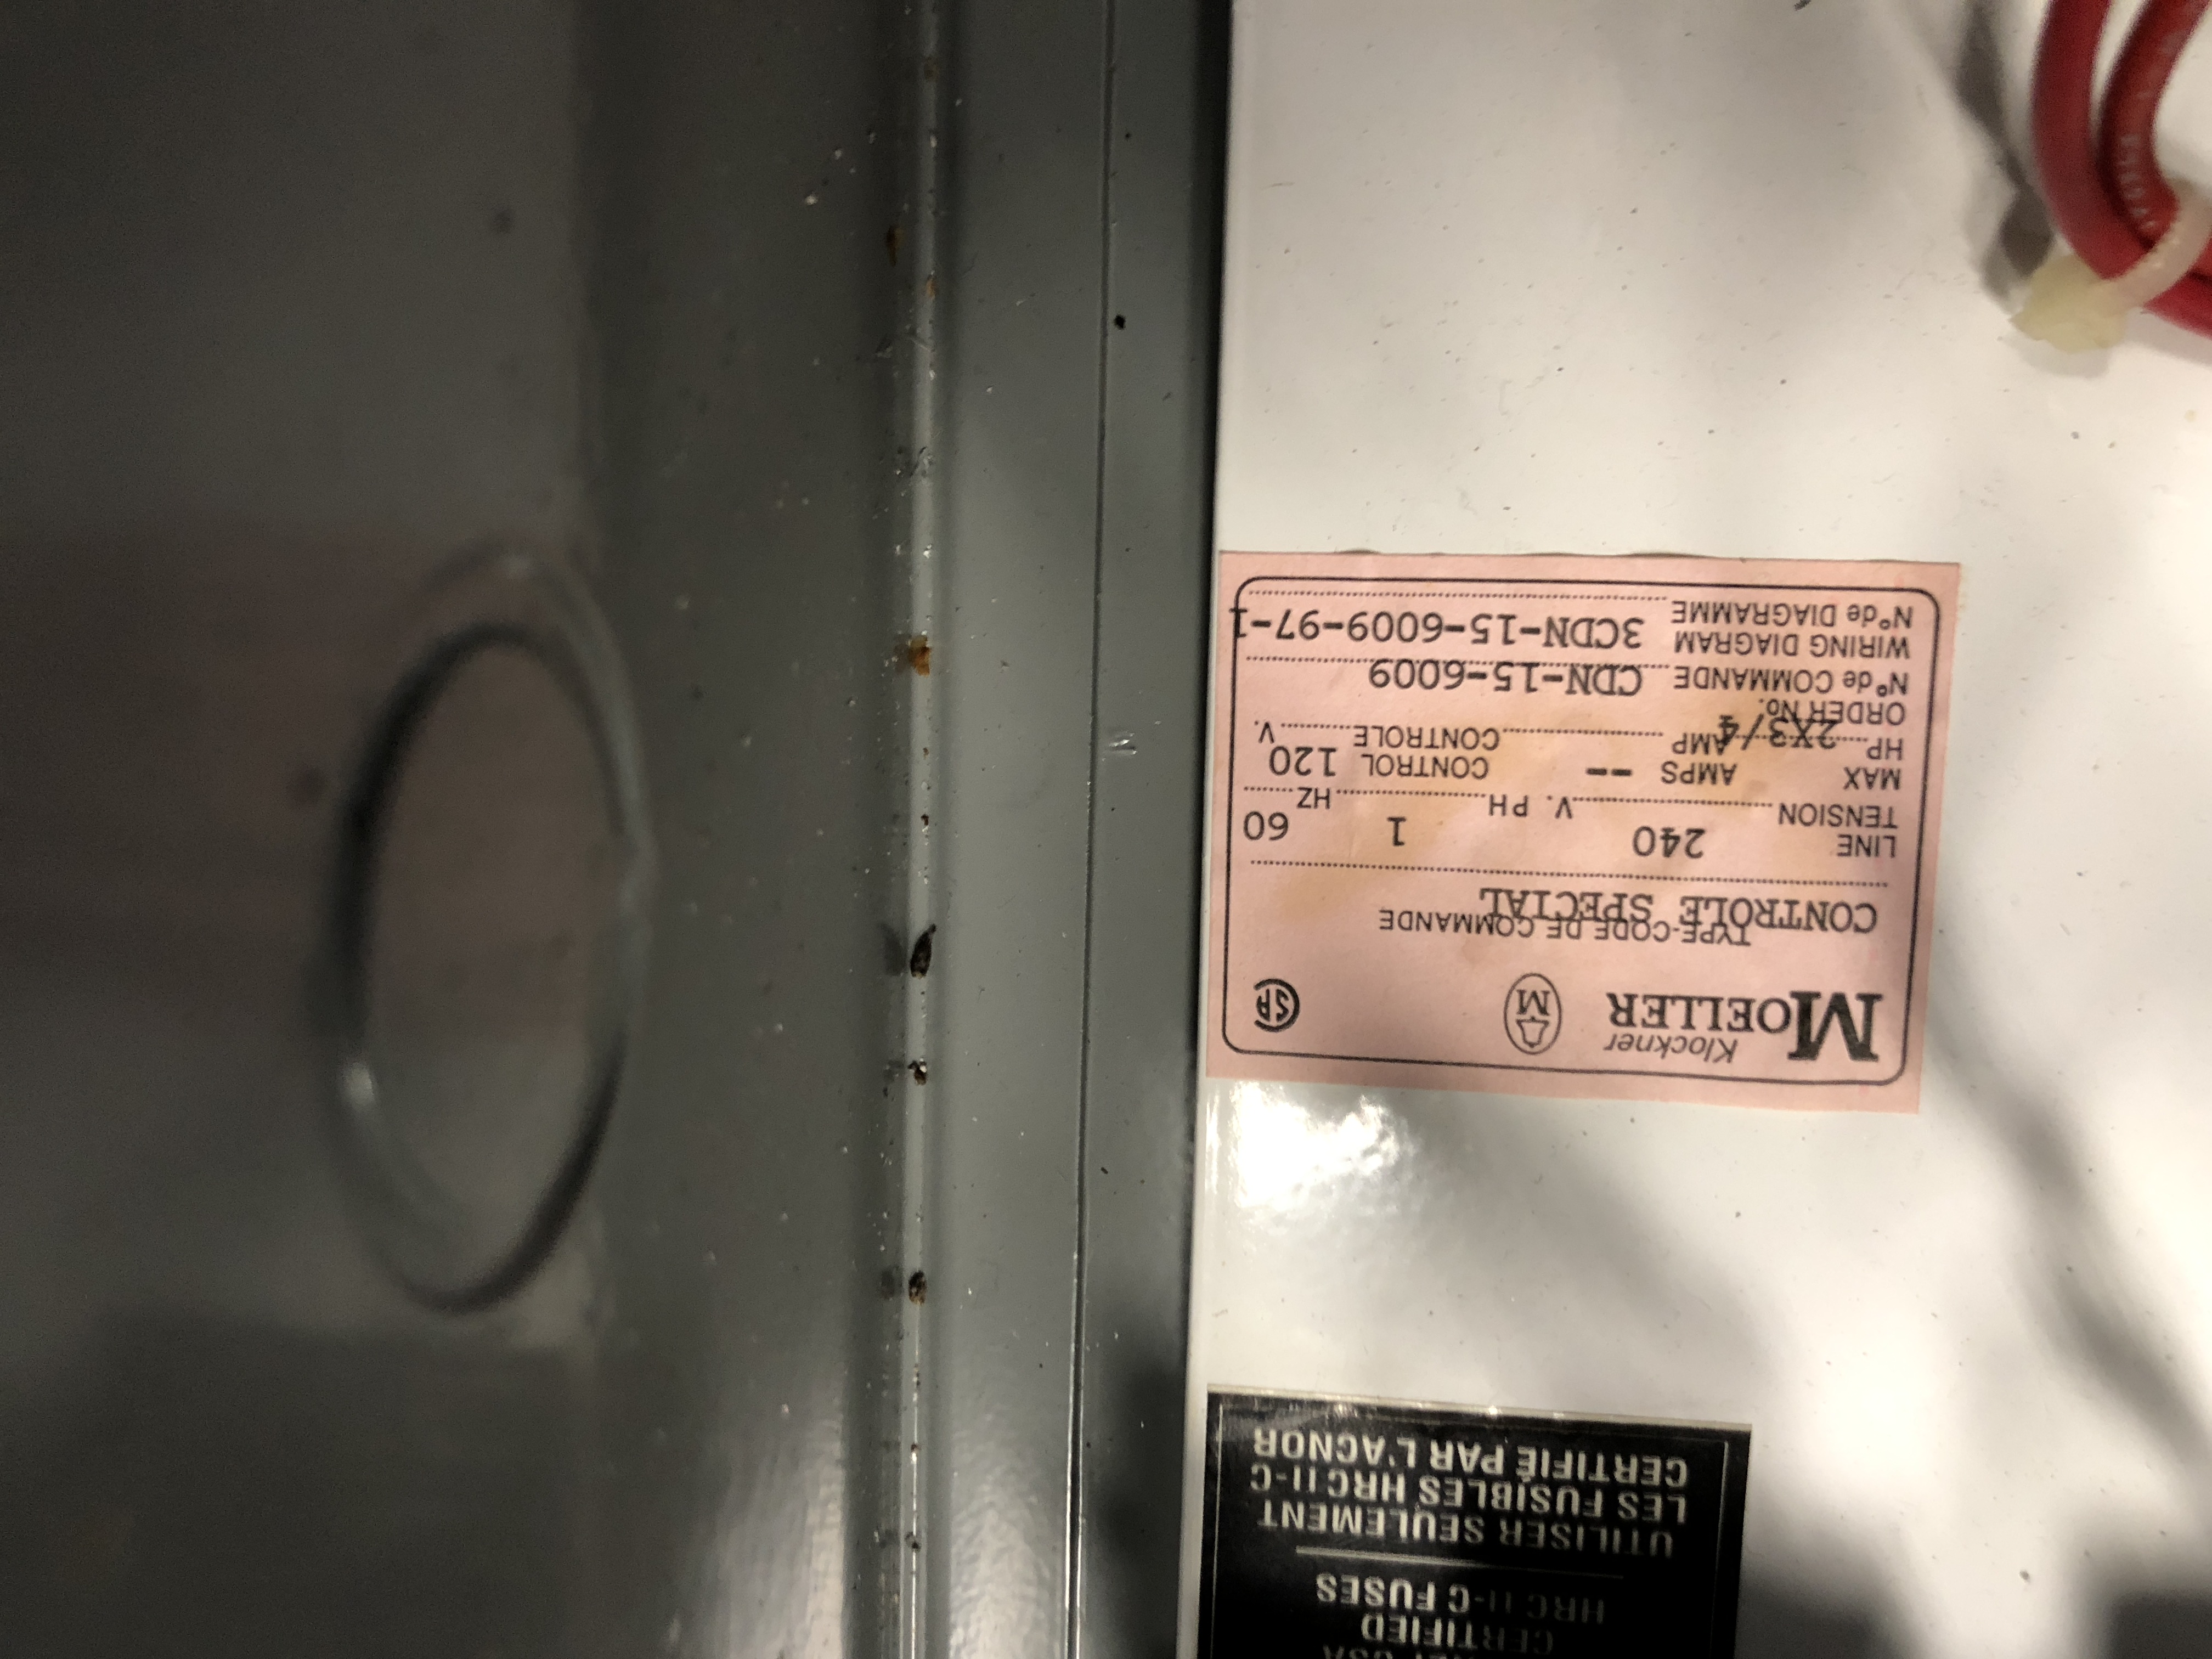 Klockner
MOELLER M SA
TYPE-CODE DE COMMANDE
CONTROLE SPECIAL
LINE 240 1 60
TENSION V. PH HZ
MAX AMPS -- CONTROL 120
HP 2X3/4 AMP CONTROLE V.
ORDER No.
N° de COMMANDE CDN-15-6009
WIRING DIAGRAM 3CDN-15-6009-97-1
N° de DIAGRAMME
CERTIFIED
HRC II-C FUSES
UTILISER SEULEMENT
LES FUSIBLES HRC II-C
CERTIFIÉ PAR L'ACNOR